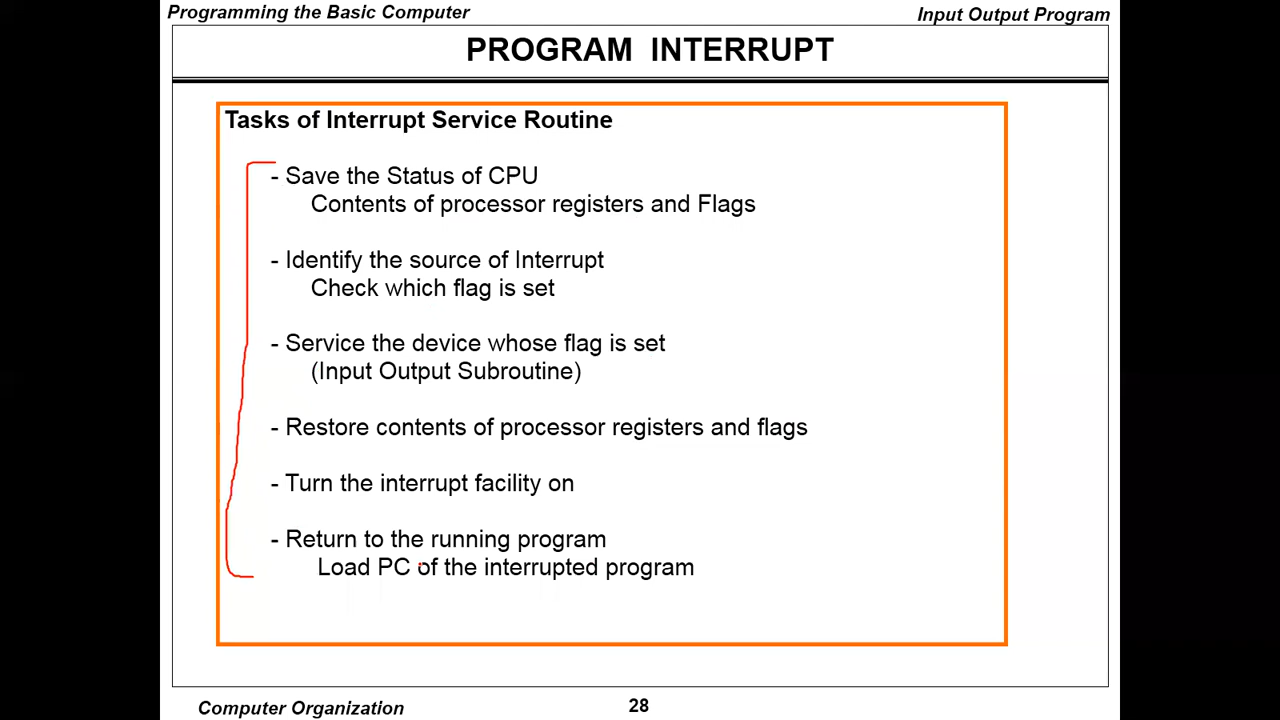 Programming the Basic Computer
Input Output Program
PROGRAM INTERRUPT
Tasks of Interrupt Service Routine
- Save the Status of CPU
Contents of processor registers and Flags
- Identify the source of Interrupt
Check which flag is set
- Service the device whose flag is set
(Input Output Subroutine)
- Restore contents of processor registers and flags
- Turn the interrupt facility on
- Return to the running program
Load PC of the interrupted program
Computer Organization
28